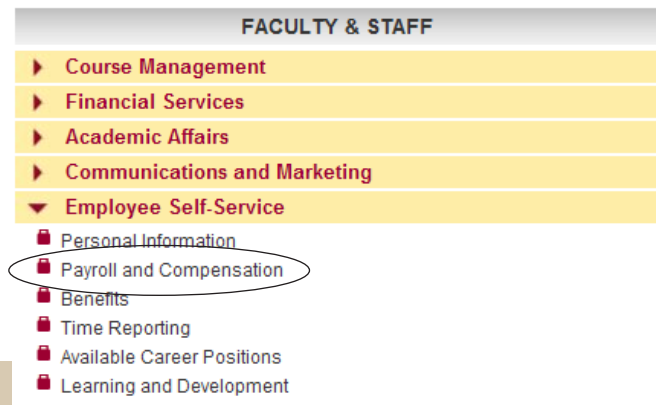 FACULTY & STAFF
Course Management
Financial Services
Academic Affairs
Communications and Marketing
Employee Self-Service
Personal Information
Payroll and Compensation
Benefits
Time Reporting
Available Career Positions
Learning and Development